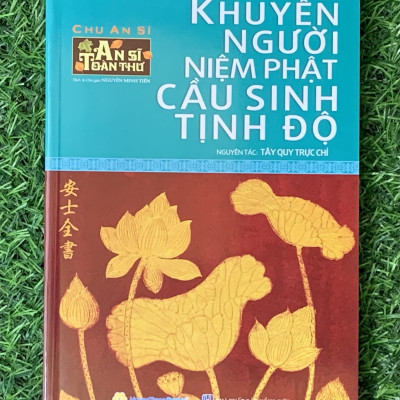 KHUYÊN
NGƯỜI
NIỆM PHẬT
CẦU SINH
TỊNH ĐỘ
NGUYÊN TÁC: TÂY QUY TRỰC CHỈ
CHU AN SĨ
AN SĨ
TOÀN THƯ
Dịch & Chú giải: NGUYỄN MINH TIẾN
安士全書